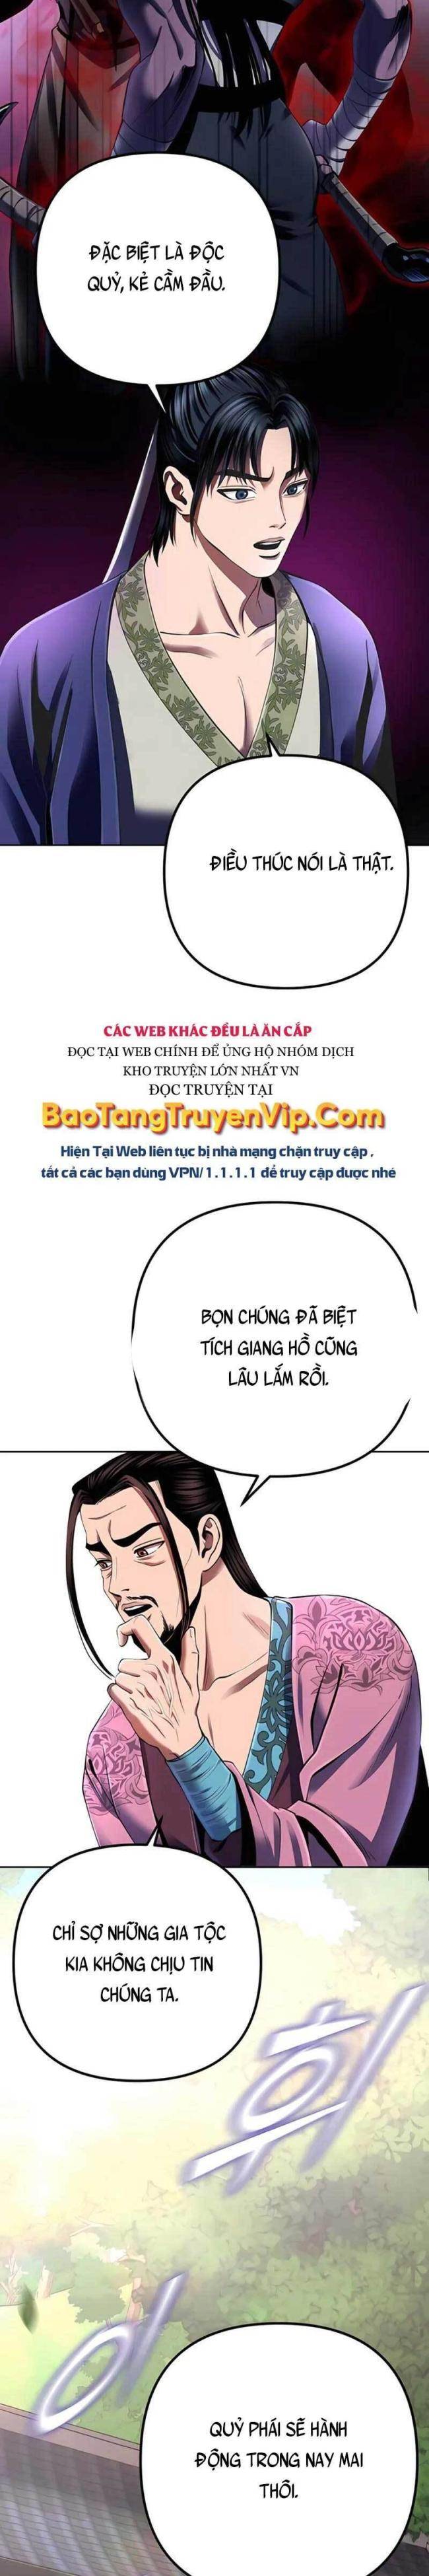 ĐẶC BIỆT LÀ ĐỘC
QUỶ, KẺ CẦM ĐẦU.
ĐIỀU THÚC NÓI LÀ THẬT.
CÁC WEB KHÁC ĐỀU LÀ ĂN CẮP
ĐỌC TẠI WEB CHÍNH ĐỂ ỦNG HỘ NHÓM DỊCH
KHO TRUYỆN LỚN NHẤT VN
ĐỌC TRUYỆN TẠI
BaoTangTruyenVip.Com
Hiện Tại Web liên tục bị nhà mạng chặn truy cập ,
tất cả các bạn dùng VPN/1.1.1.1 để truy cập được nhé
BỌN CHÚNG ĐÃ BIỆT
TÍCH GIANG HỒ CŨNG
LÂU LẮM RỒI.
CHỈ SỢ NHỮNG GIA TỘC
KIA KHÔNG CHỊU TIN
CHÚNG TA.
휘이
QUỶ PHÁI SẼ HÀNH
ĐỘNG TRONG NAY MAI
THÔI.